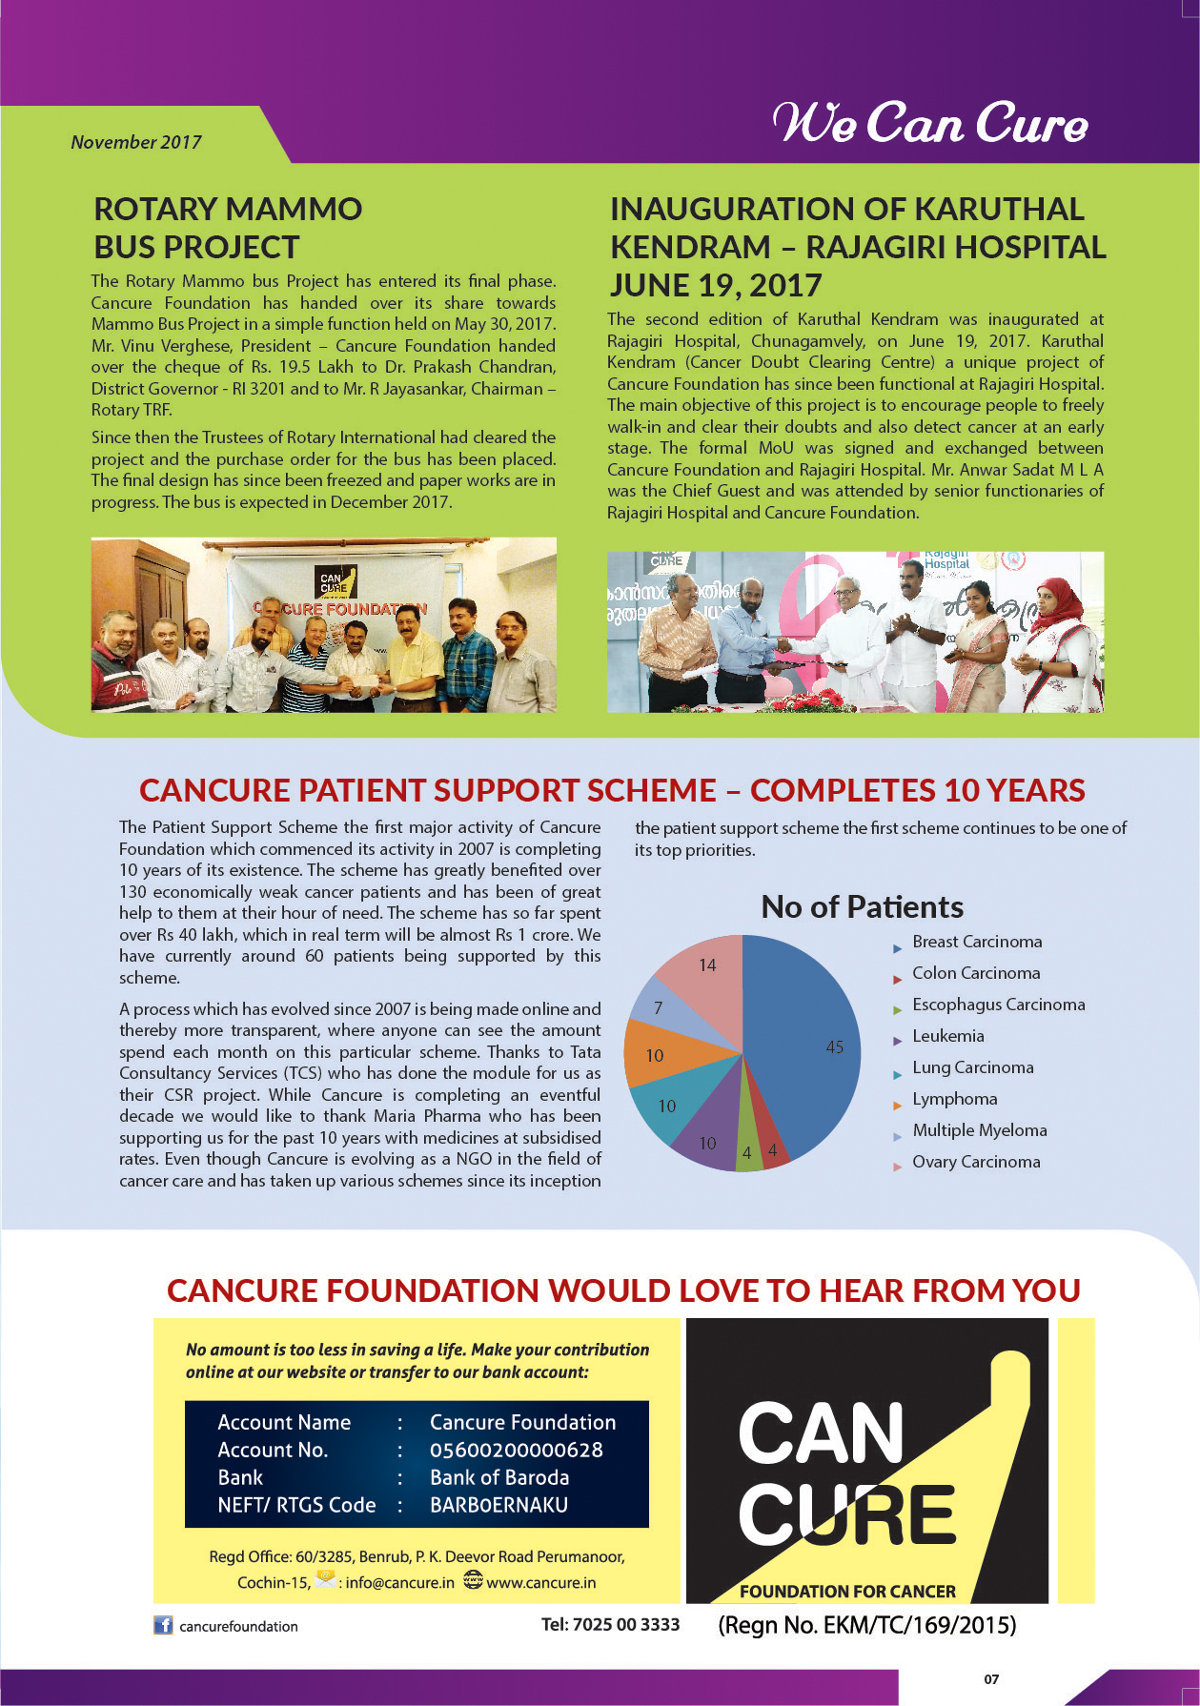 November 2017
We Can Cure
ROTARY MAMMO
BUS PROJECT
The Rotary Mammo bus Project has entered its final phase.
Cancure Foundation has handed over its share towards
Mammo Bus Project in a simple function held on May 30, 2017.
Mr. Vinu Verghese, President – Cancure Foundation handed
over the cheque of Rs. 19.5 Lakh to Dr. Prakash Chandran,
District Governor - RI 3201 and to Mr. R Jayasankar, Chairman –
Rotary TRF.
Since then the Trustees of Rotary International had cleared the
project and the purchase order for the bus has been placed.
The final design has since been freezed and paper works are in
progress. The bus is expected in December 2017.
CAN
CURE
CANCURE FOUNDATION
INAUGURATION OF KARUTHAL
KENDRAM – RAJAGIRI HOSPITAL
JUNE 19, 2017
The second edition of Karuthal Kendram was inaugurated at
Rajagiri Hospital, Chunagamvely, on June 19, 2017. Karuthal
Kendram (Cancer Doubt Clearing Centre) a unique project of
Cancure Foundation has since been functional at Rajagiri Hospital.
The main objective of this project is to encourage people to freely
walk-in and clear their doubts and also detect cancer at an early
stage. The formal MoU was signed and exchanged between
Cancure Foundation and Rajagiri Hospital. Mr. Anwar Sadat M L A
was the Chief Guest and was attended by senior functionaries of
Rajagiri Hospital and Cancure Foundation.
CAN
CURE
Rajagiri
Hospital
CANCURE PATIENT SUPPORT SCHEME – COMPLETES 10 YEARS
The Patient Support Scheme the first major activity of Cancure
Foundation which commenced its activity in 2007 is completing
10 years of its existence. The scheme has greatly benefited over
130 economically weak cancer patients and has been of great
help to them at their hour of need. The scheme has so far spent
over Rs 40 lakh, which in real term will be almost Rs 1 crore. We
have currently around 60 patients being supported by this
scheme.
A process which has evolved since 2007 is being made online and
thereby more transparent, where anyone can see the amount
spend each month on this particular scheme. Thanks to Tata
Consultancy Services (TCS) who has done the module for us as
their CSR project. While Cancure is completing an eventful
decade we would like to thank Maria Pharma who has been
supporting us for the past 10 years with medicines at subsidised
rates. Even though Cancure is evolving as a NGO in the field of
cancer care and has taken up various schemes since its inception
the patient support scheme the first scheme continues to be one of
its top priorities.
No of Patients
14
7
10
10
10
4
4
45
Breast Carcinoma
Colon Carcinoma
Escophagus Carcinoma
Leukemia
Lung Carcinoma
Lymphoma
Multiple Myeloma
Ovary Carcinoma
CANCURE FOUNDATION WOULD LOVE TO HEAR FROM YOU
No amount is too less in saving a life. Make your contribution
online at our website or transfer to our bank account:
Account Name : Cancure Foundation
Account No. : 05600200000628
Bank : Bank of Baroda
NEFT/ RTGS Code : BARB0ERNAKU
Regd Office: 60/3285, Benrub, P. K. Deevor Road Perumanoor,
Cochin-15, : info@cancure.in www.cancure.in
CAN
CURE
FOUNDATION FOR CANCER
cancurefoundation
Tel: 7025 00 3333
(Regn No. EKM/TC/169/2015)
07